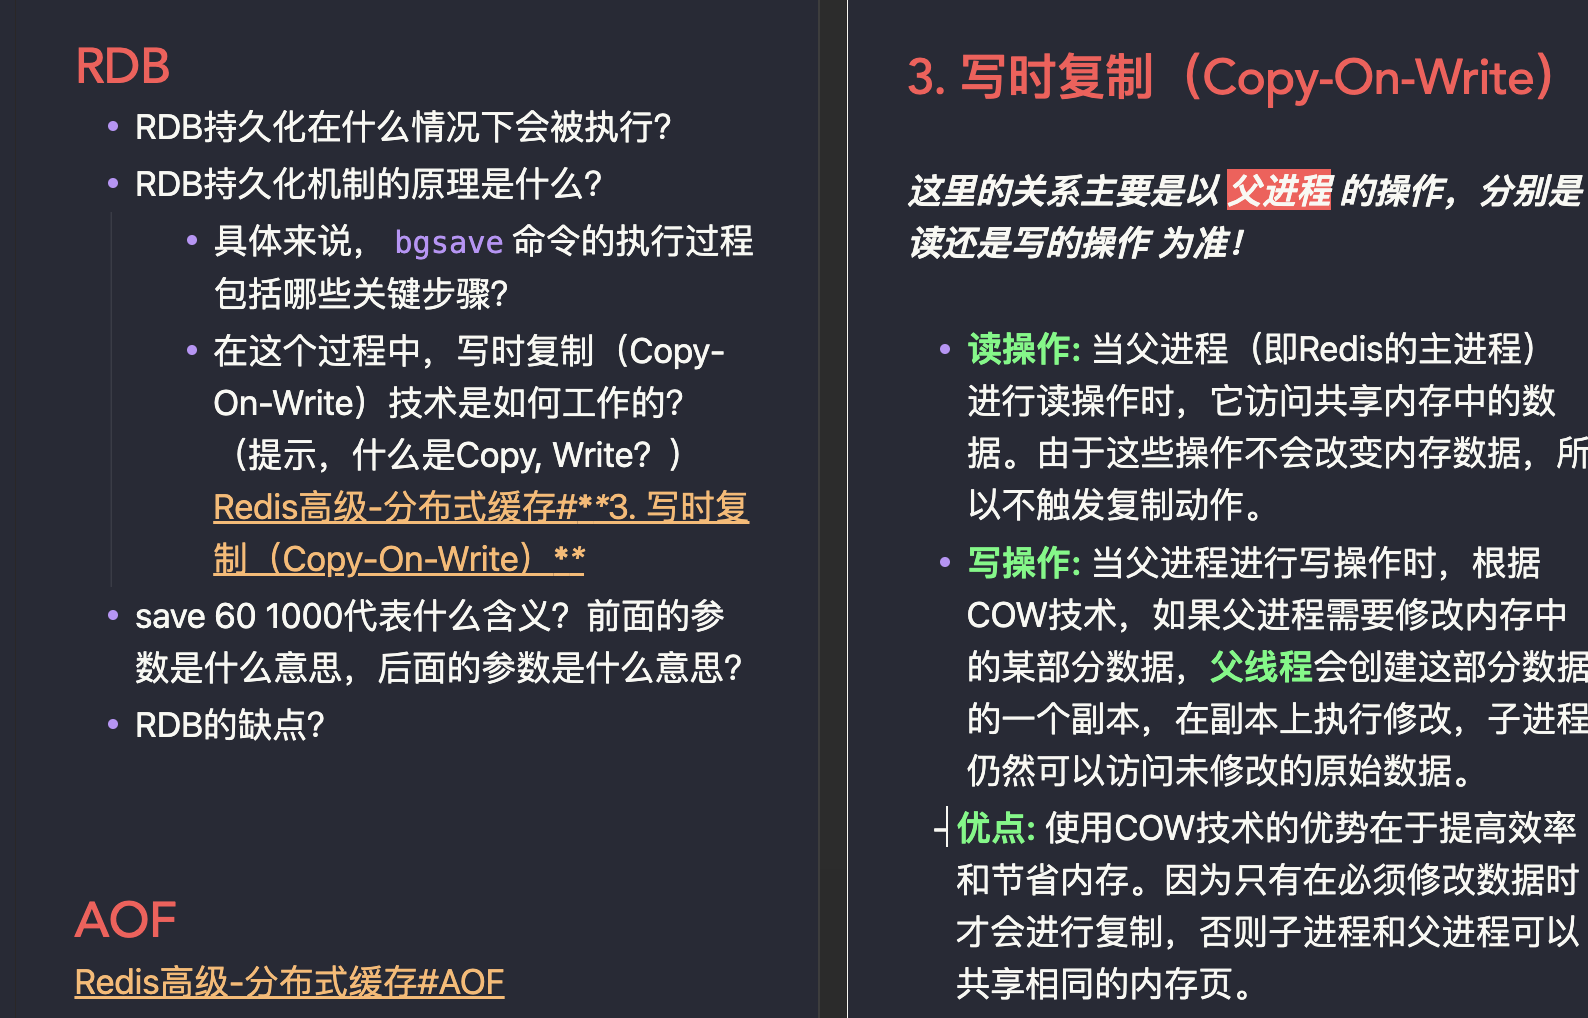 RDB
RDB持久化在什么情况下会被执行?
RDB持久化机制的原理是什么?
具体来说， bgsave 命令的执行过程
包括哪些关键步骤?
在这个过程中，写时复制（Copy-
On-Write）技术是如何工作的?
（提示，什么是Copy, Write? ）
Redis高级-分布式缓存#**3. 写时复
制（Copy-On-Write）**
save 60 1000代表什么含义? 前面的参
数是什么意思，后面的参数是什么意思?
RDB的缺点?
AOF
Redis高级-分布式缓存#AOF
3. 写时复制（Copy-On-Write）
这里的关系主要是以 父进程 的操作，分别是
读还是写的操作 为准！
读操作: 当父进程（即Redis的主进程）
进行读操作时，它访问共享内存中的数
据。由于这些操作不会改变内存数据，所
以不触发复制动作。
写操作: 当父进程进行写操作时，根据
COW技术，如果父进程需要修改内存中
的某部分数据，父线程会创建这部分数据
的一个副本，在副本上执行修改，子进程
仍然可以访问未修改的原始数据。
- 优点: 使用COW技术的优势在于提高效率
和节省内存。因为只有在必须修改数据时
才会进行复制，否则子进程和父进程可以
共享相同的内存页。